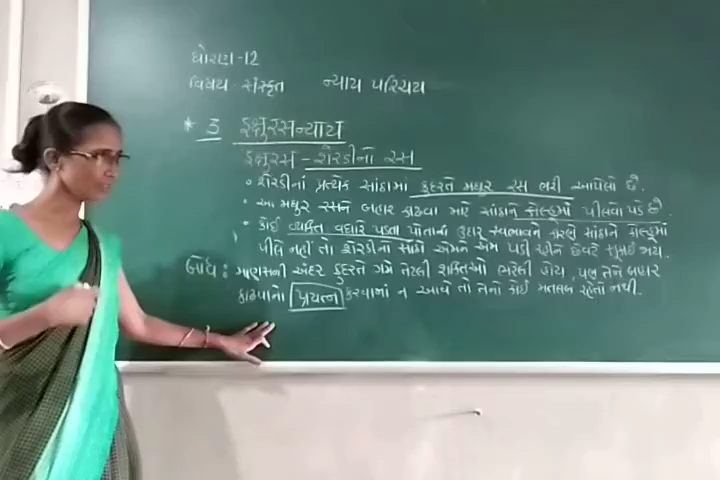 ધોરણ-12
વિષય - સંસ્કૃત ન્યાય પરિચય
* 3 ઇક્ષુરસન્યાય
ઇક્ષુરસ - શેરડીનો રસ
• શેરડીનાં પ્રત્યેક સાંઠામાં કુદરતે મધુર રસ ભરી આપેલો છે.
• આ મધુર રસને બહાર કાઢવા માટે સાંઠાને કોલ્હુમાં પીલવો પડે છે.
• કોઈ વ્યક્તિ વધારે પડતા પોતાના ઉદાર સ્વભાવને કારણે સાંઠાને કોલ્હુમાં
પીલે નહીં તો શેરડીનો સાંઠો એમને એમ પડી રહીને છેવટે સુકાઈ જાય.
બોધ : માણસની અંદર કુદરતે ગમે તેટલી શક્તિઓ ભરેલી હોય, પણ તેને બહાર
કાઢવાનો પ્રયત્ન કરવામાં ન આવે તો તેનો કોઈ મતલબ રહેતો નથી.